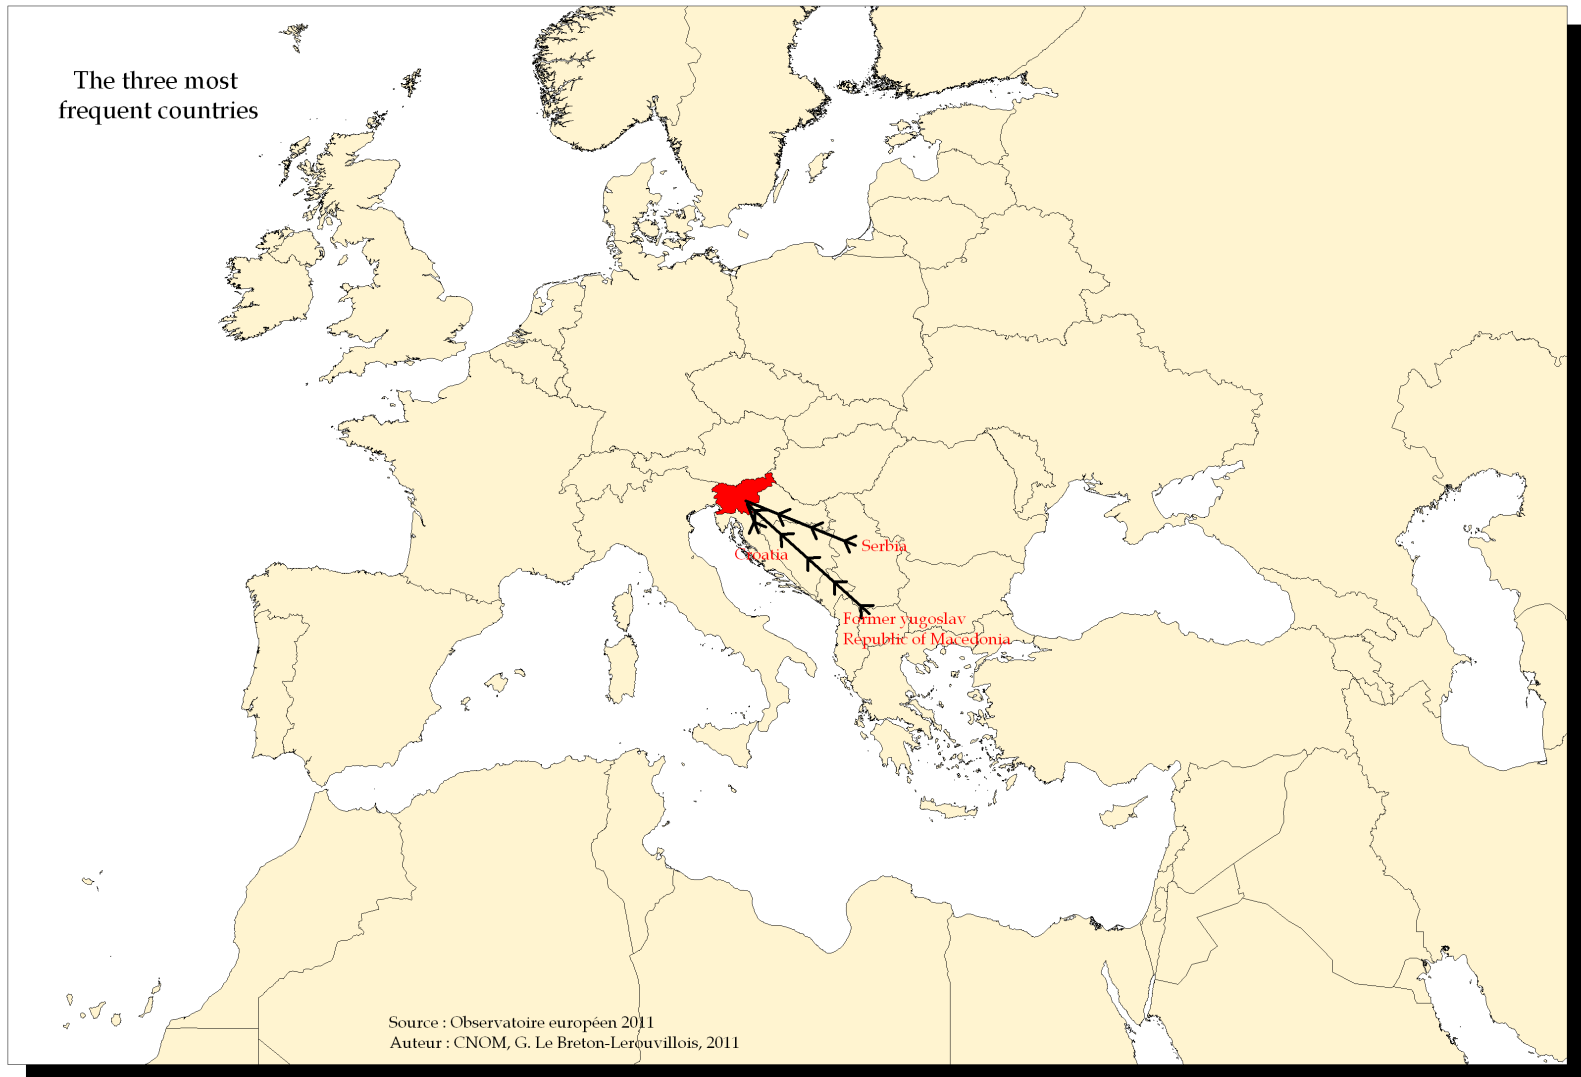 The three most
frequent countries
Serbia
Croatia
Former yugoslav
Republic of Macedonia
Source : Observatoire européen 2011
Auteur : CNOM, G. Le Breton-Lerouvillois, 2011